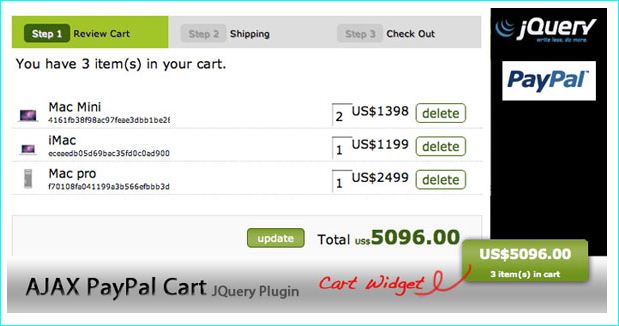 Step 1 Review Cart Step 2 Shipping Step 3 Check Out
You have 3 item(s) in your cart.
Mac Mini
4161fb38f98ac97feae3dbb1be28
2 US$1398 delete
iMac
eceaedb05d69bac35fd0c0ad900
1 US$1199 delete
Mac pro
f70108fa041199a3b566efbbb3d
1 US$2499 delete
update Total US$5096.00
jQuery
write less. do more.
PayPal™
US$5096.00
3 item(s) in cart
AJAX PayPal Cart JQuery Plugin
Cart Widget